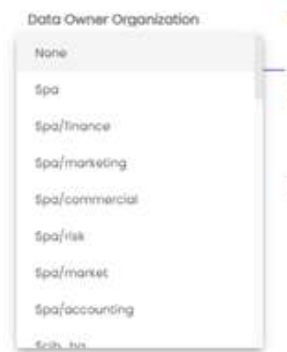 Data Owner Organization
None
Spa
Spa/finance
Spa/marketing
Spa/commercial
Spa/risk
Spa/market
Spa/accounting